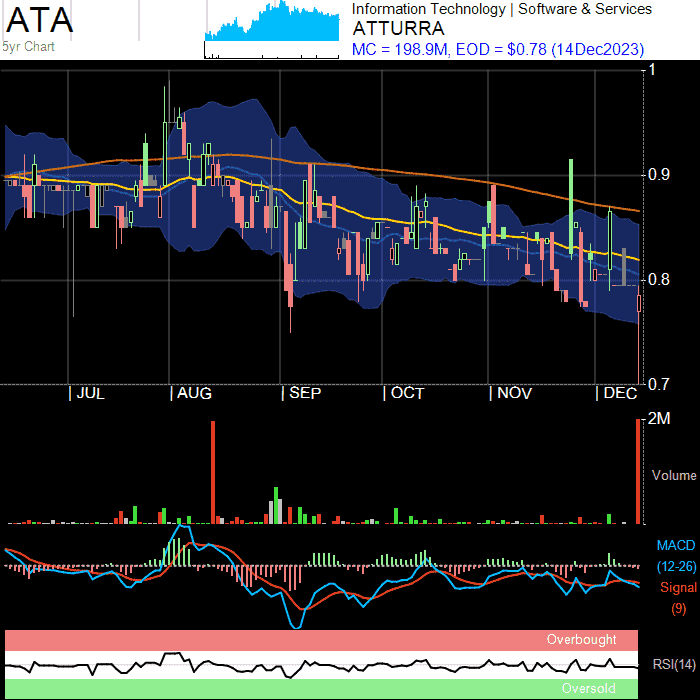 ATA
5yr Chart
Information Technology | Software & Services
ATTURRA
MC = 198.9M, EOD = $0.78 (14Dec2023)
1
0.9
0.8
0.7
| JUL | AUG | SEP | OCT | NOV | DEC
2M
Volume
MACD
(12-26)
Signal
(9)
Overbought
RSI(14)
Oversold